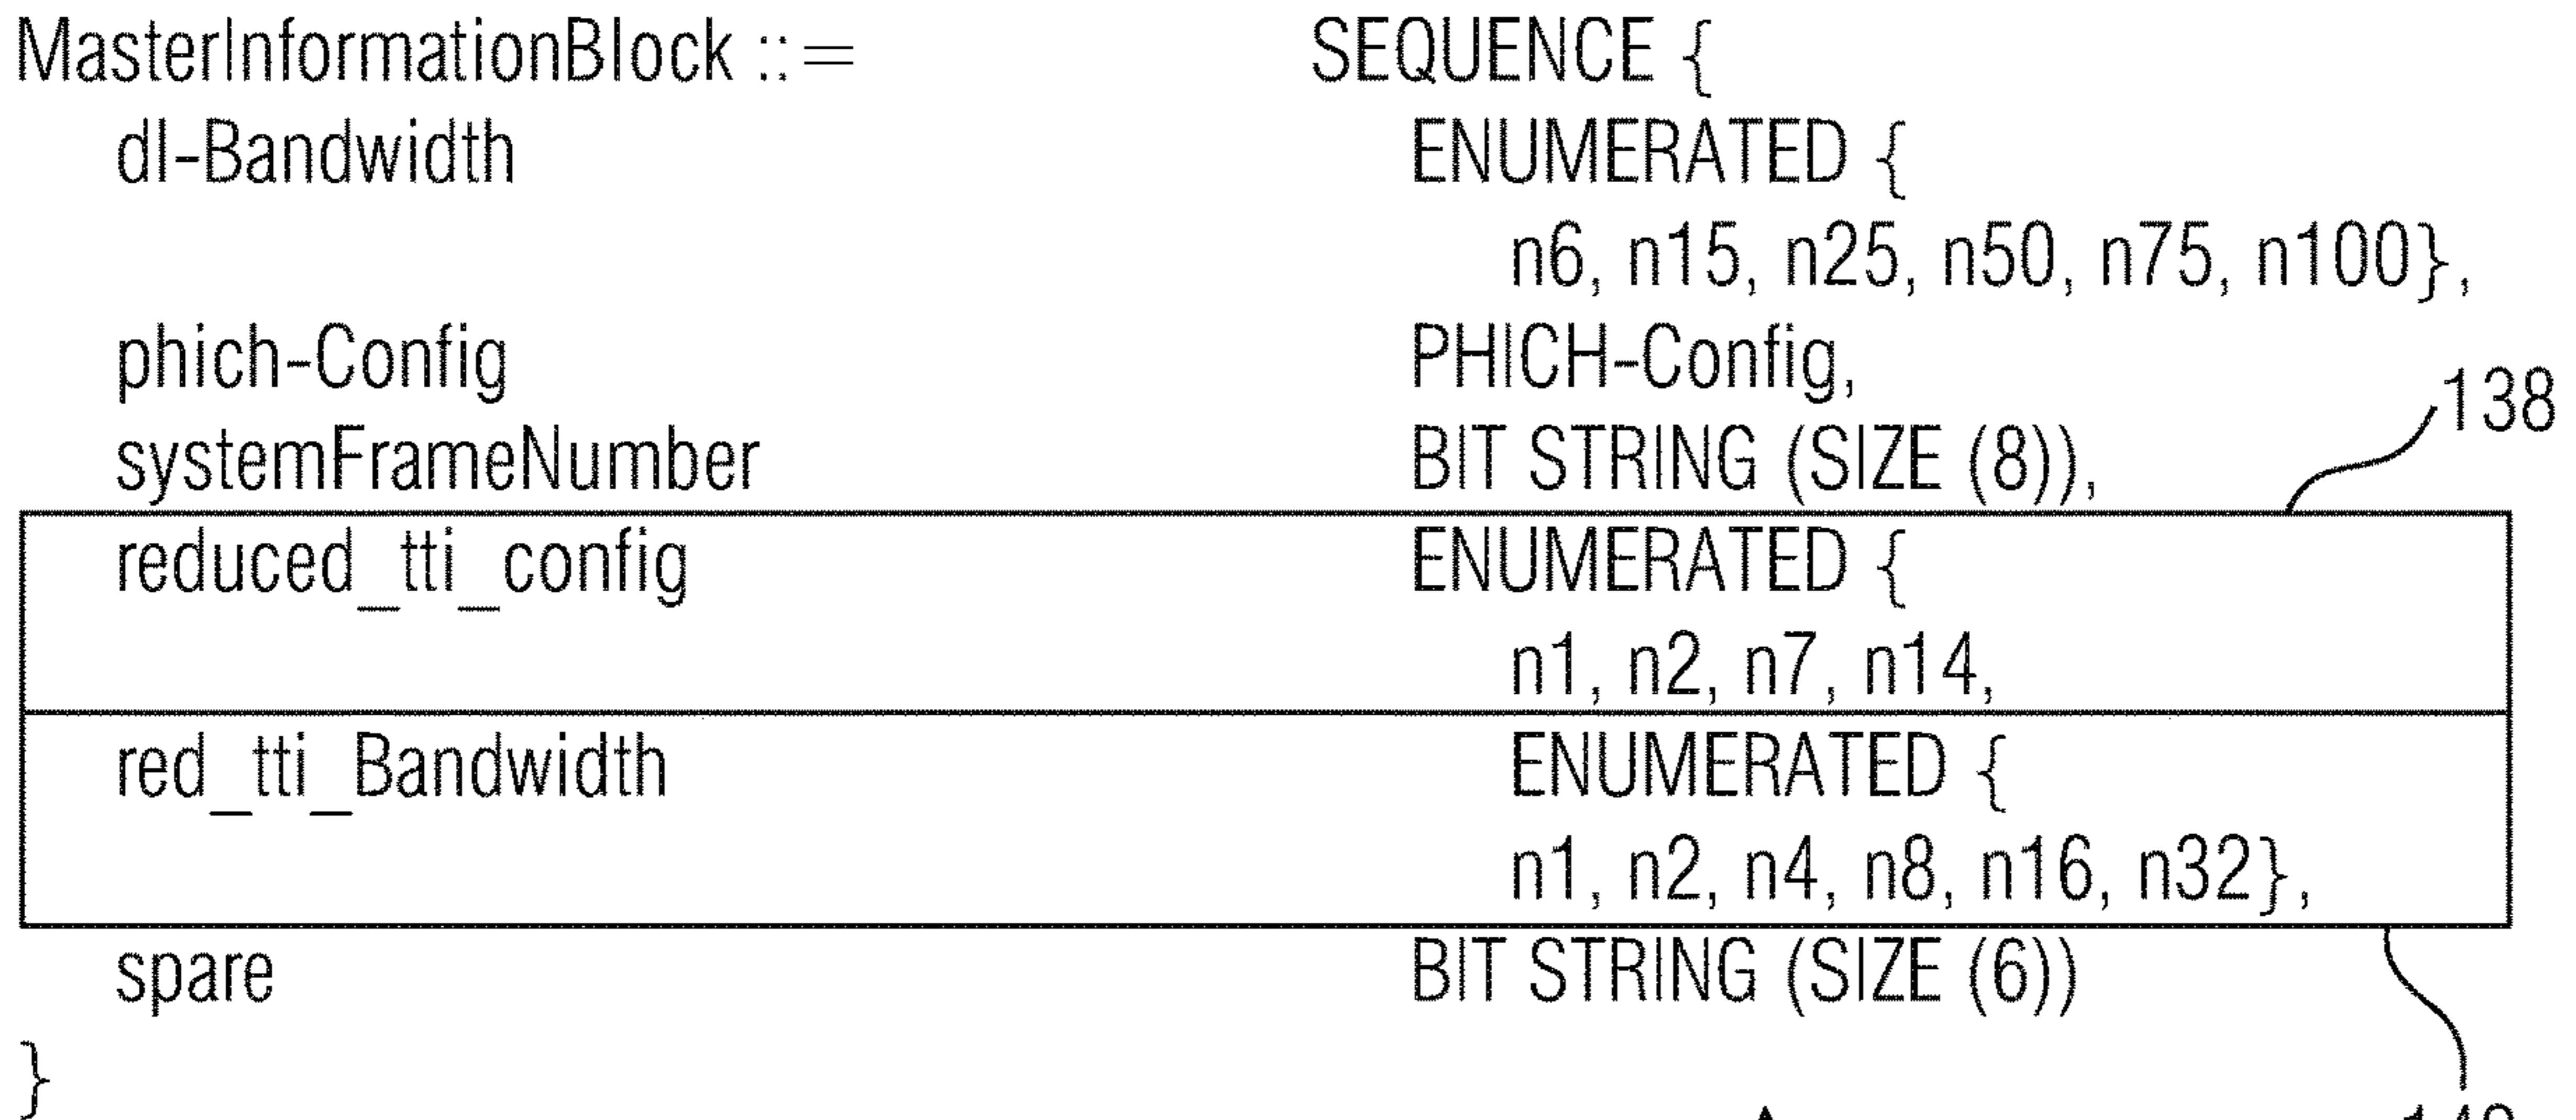 MasterInformationBlock ::= SEQUENCE {
dl-Bandwidth ENUMERATED {
n6, n15, n25, n50, n75, n100},
phich-Config PHICH-Config,
138
systemFrameNumber BIT STRING (SIZE (8)),
reduced_tti_config ENUMERATED {
n1, n2, n7, n14,
red_tti_Bandwidth ENUMERATED {
n1, n2, n4, n8, n16, n32},
spare BIT STRING (SIZE (6))
}